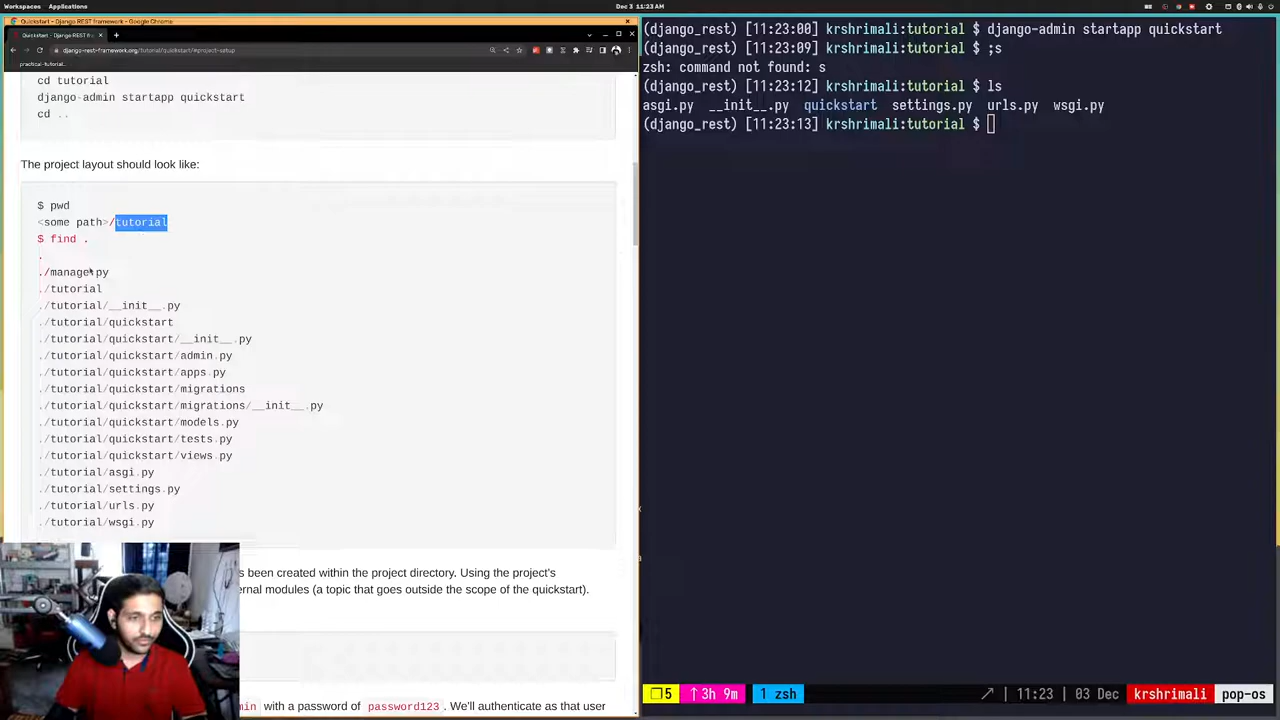 Workspaces Applications
Dec 3 11:23 AM
Quickstart - Django REST framework - Google Chrome
Quickstart - Django REST fram
django-rest-framework.org/tutorial/quickstart/#project-setup
practical-tutorial...
cd tutorial
django-admin startapp quickstart
cd ..
The project layout should look like:
$ pwd
<some path>/tutorial
$ find .
.
./manage.py
./tutorial
./tutorial/__init__.py
./tutorial/quickstart
./tutorial/quickstart/__init__.py
./tutorial/quickstart/admin.py
./tutorial/quickstart/apps.py
./tutorial/quickstart/migrations
./tutorial/quickstart/migrations/__init__.py
./tutorial/quickstart/models.py
./tutorial/quickstart/tests.py
./tutorial/quickstart/views.py
./tutorial/asgi.py
./tutorial/settings.py
./tutorial/urls.py
./tutorial/wsgi.py
s been created within the project directory. Using the project's
ernal modules (a topic that goes outside the scope of the quickstart).
min with a password of password123. We'll authenticate as that user
(django_rest) [11:23:00] krshrimali:tutorial $ django-admin startapp quickstart
(django_rest) [11:23:09] krshrimali:tutorial $ ;s
zsh: command not found: s
(django_rest) [11:23:12] krshrimali:tutorial $ ls
asgi.py __init__.py quickstart settings.py urls.py wsgi.py
(django_rest) [11:23:13] krshrimali:tutorial $
5 ↑3h 9m 1 zsh 11:23 03 Dec krshrimali pop-os